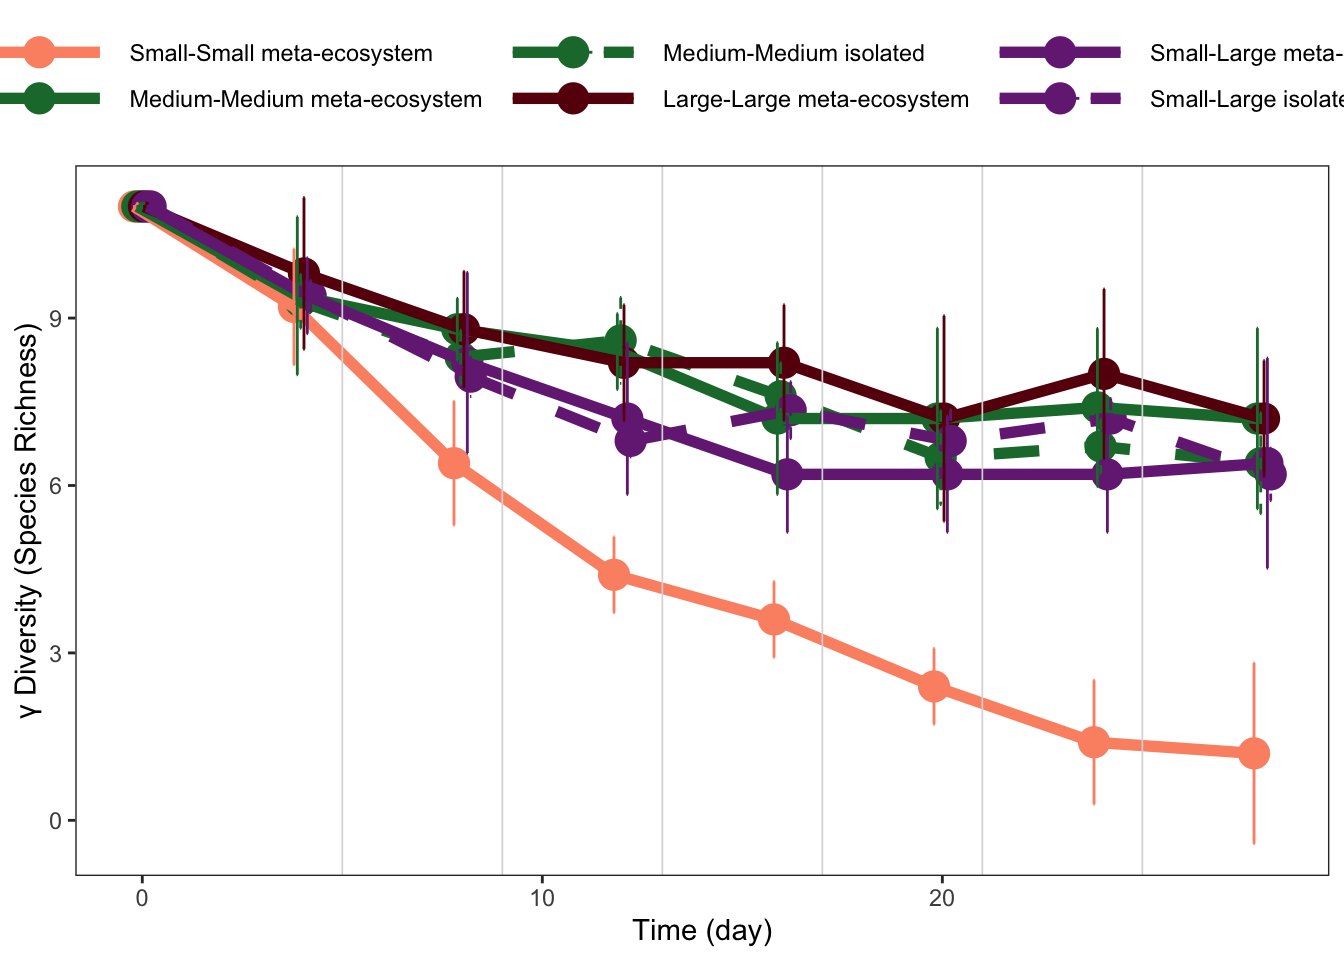 Small-Small meta-ecosystem
Medium-Medium isolated
Small-Large meta-
Medium-Medium meta-ecosystem
Large-Large meta-ecosystem
Small-Large isolate
γ Diversity (Species Richness)
9
6
3
0
0
10
20
Time (day)